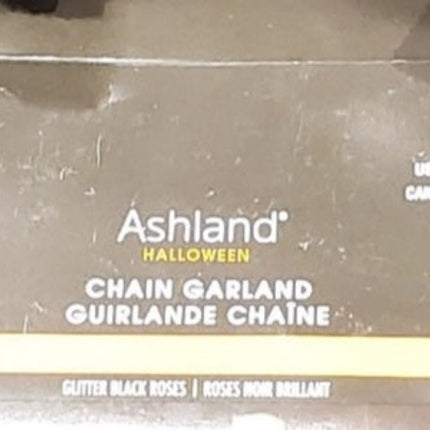 Ashland®
HALLOWEEN
CHAIN GARLAND
GUIRLANDE CHAÎNE
GLITTER BLACK ROSES | ROSES NOIR BRILLANT